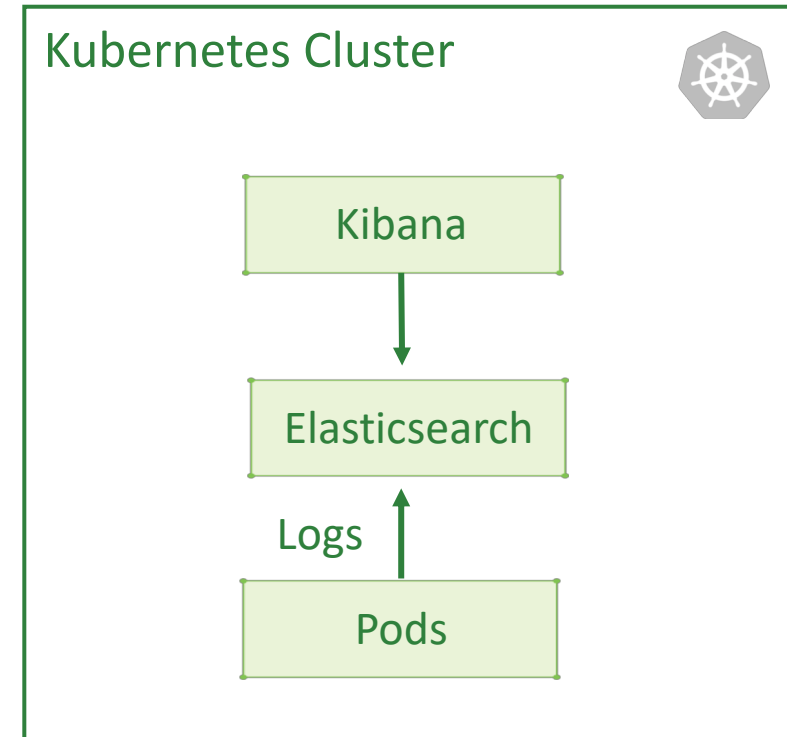 Kubernetes Cluster
Kibana
Elasticsearch
Logs
Pods